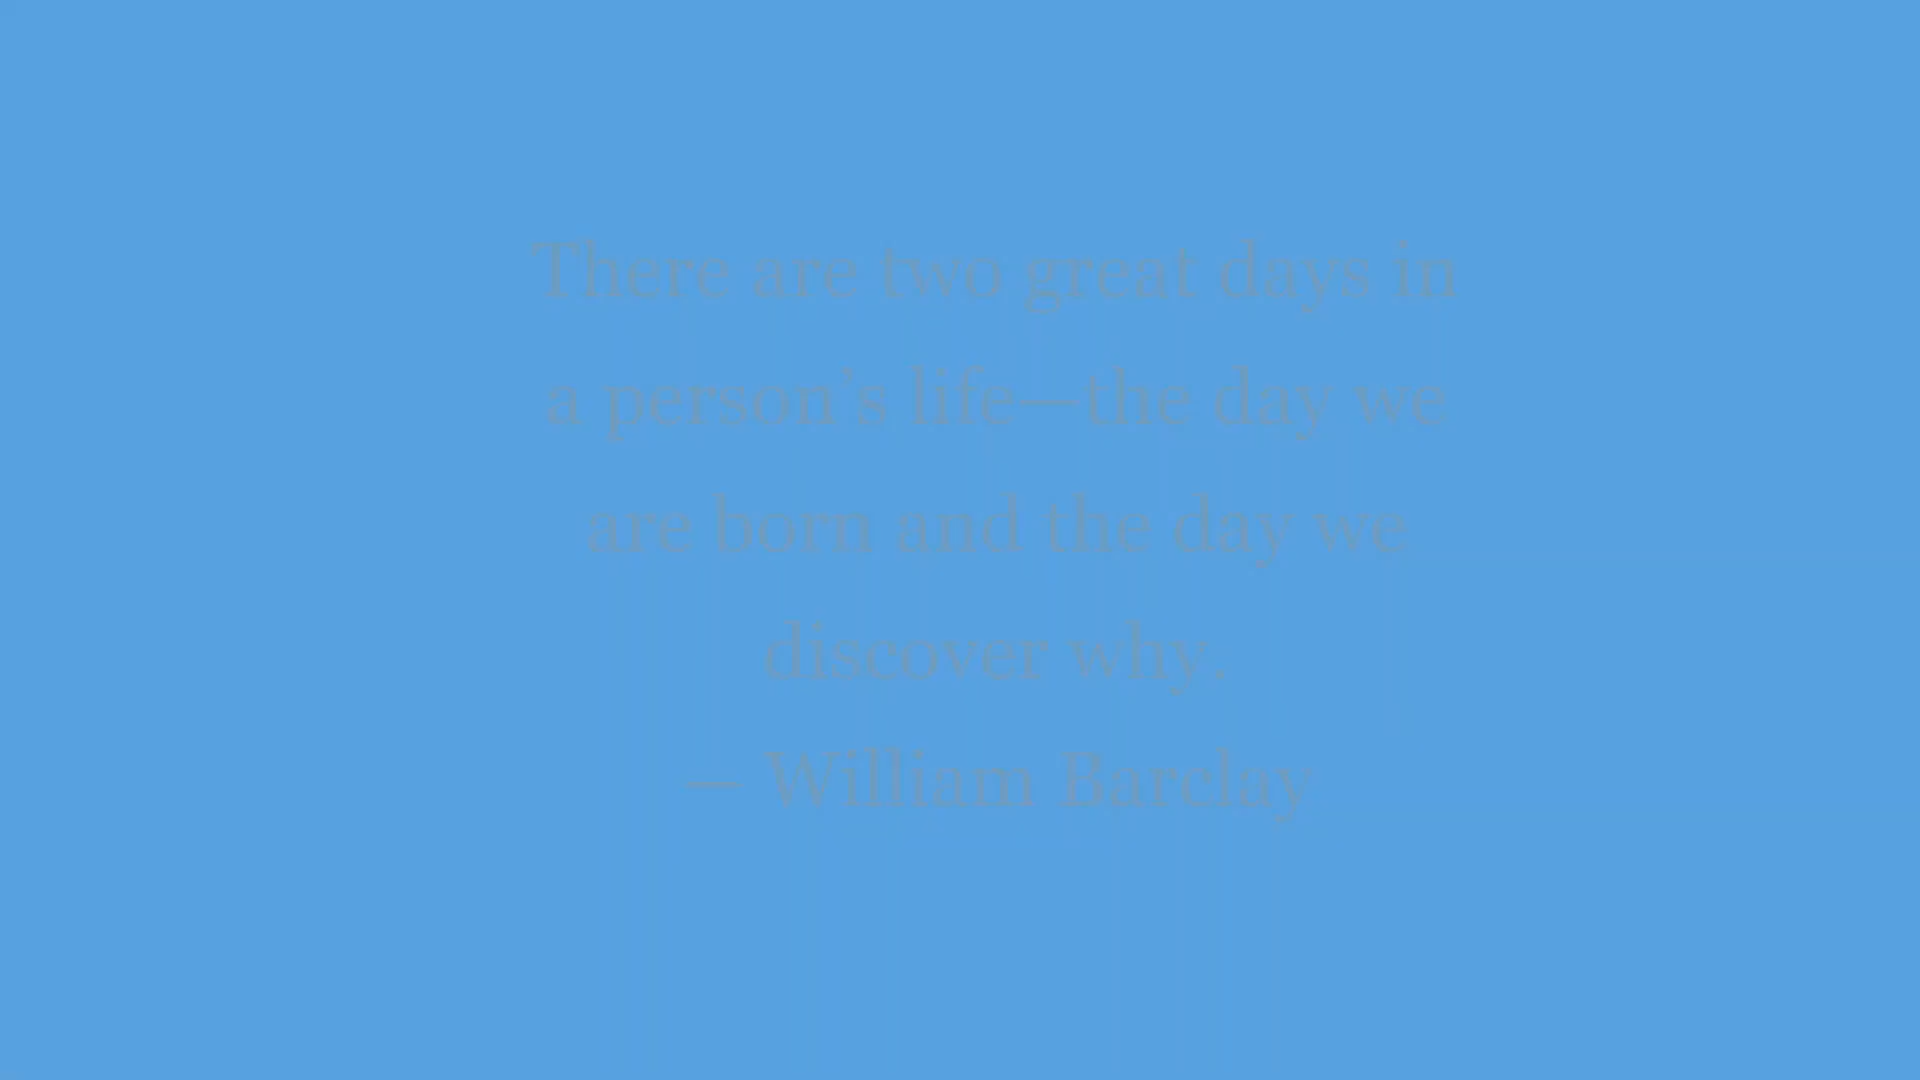 There are two great days in
a person’s life—the day we
are born and the day we
discover why.
— William Barclay